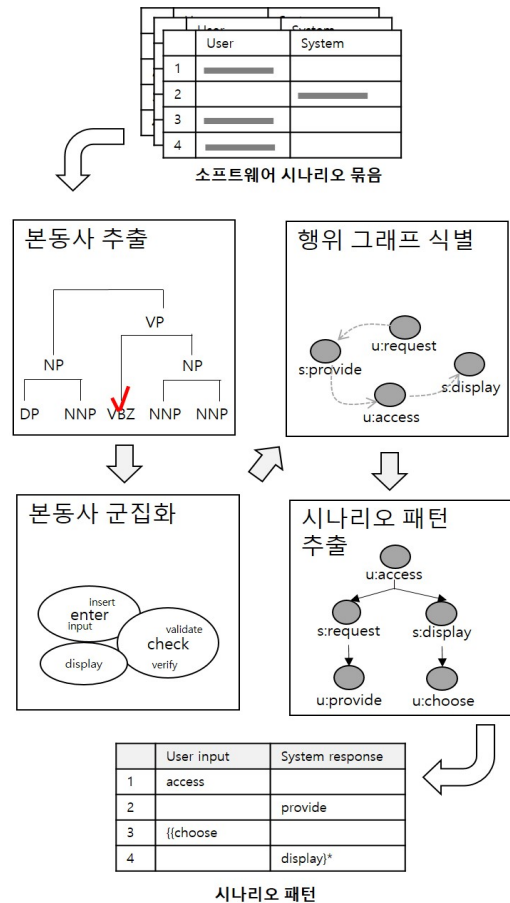 User System
1
2
3
4
소프트웨어 시나리오 묶음
본동사 추출
VP
NP NP
DP NNP VBZ NNP NNP
본동사 군집화
insert
enter
input
validate
check
verify
display
행위 그래프 식별
u:request
s:provide
s:display
u:access
시나리오 패턴
추출
u:access
s:request s:display
u:provide u:choose
User input System response
1 access
2 provide
3 {{choose
4 display}*
시나리오 패턴